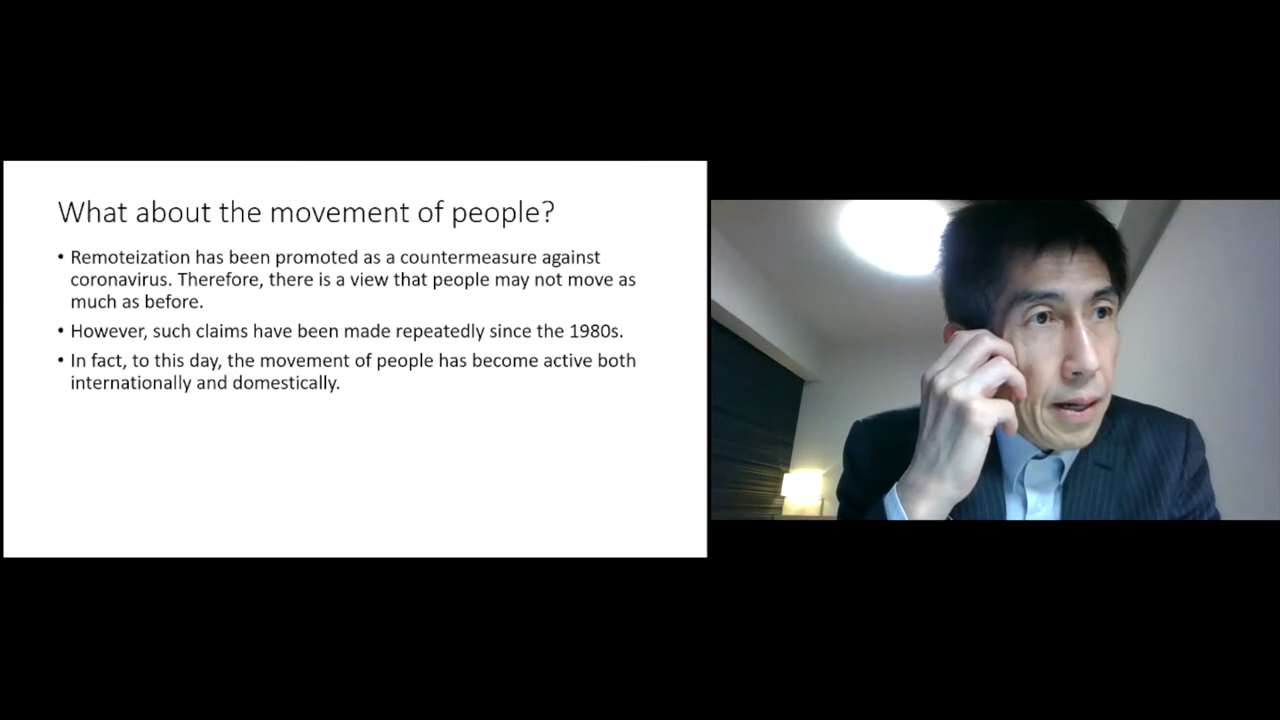 What about the movement of people?
• Remoteization has been promoted as a countermeasure against
coronavirus. Therefore, there is a view that people may not move as
much as before.
• However, such claims have been made repeatedly since the 1980s.
• In fact, to this day, the movement of people has become active both
internationally and domestically.